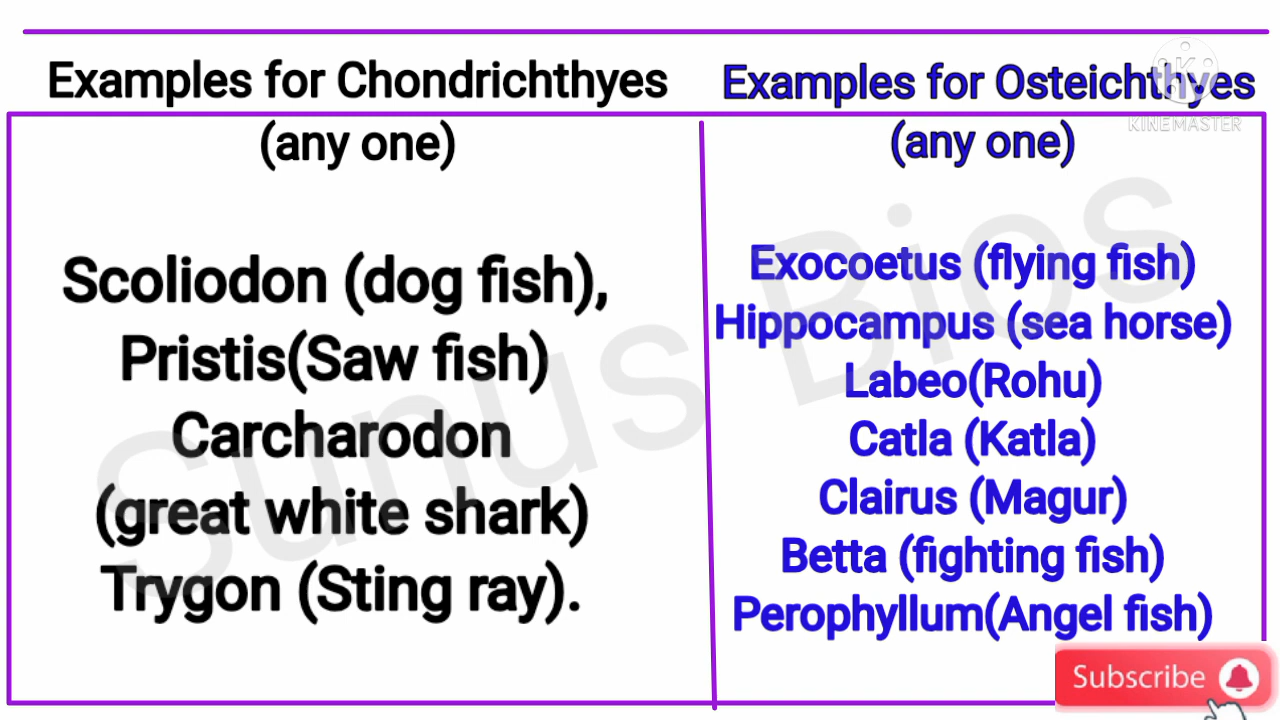 Examples for Chondrichthyes
(any one)
Scoliodon (dog fish),
Pristis(Saw fish)
Carcharodon
(great white shark)
Trygon (Sting ray).
Examples for Osteichthyes
(any one)
Exocoetus (flying fish)
Hippocampus (sea horse)
Labeo(Rohu)
Catla (Katla)
Clairus (Magur)
Betta (fighting fish)
Perophyllum(Angel fish)
KINEMASTER
Sunus Bios
Subscribe